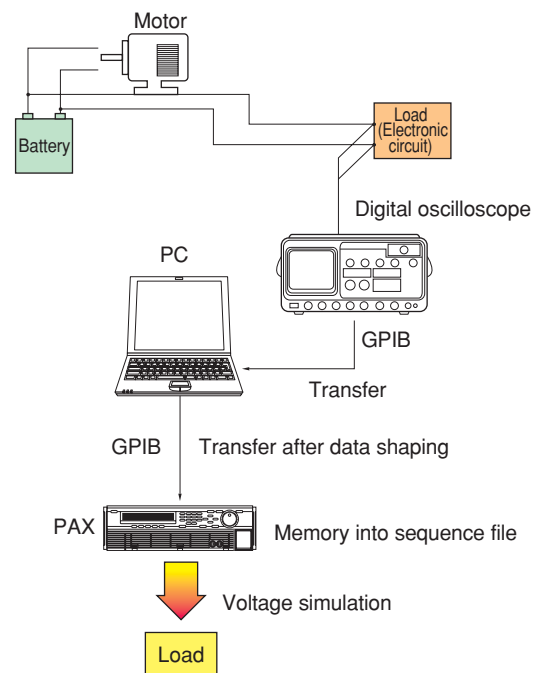 Motor
Battery
Load
(Electronic
circuit)
Digital oscilloscope
PC
GPIB
Transfer
GPIB
Transfer after data shaping
PAX
Memory into sequence file
Voltage simulation
Load